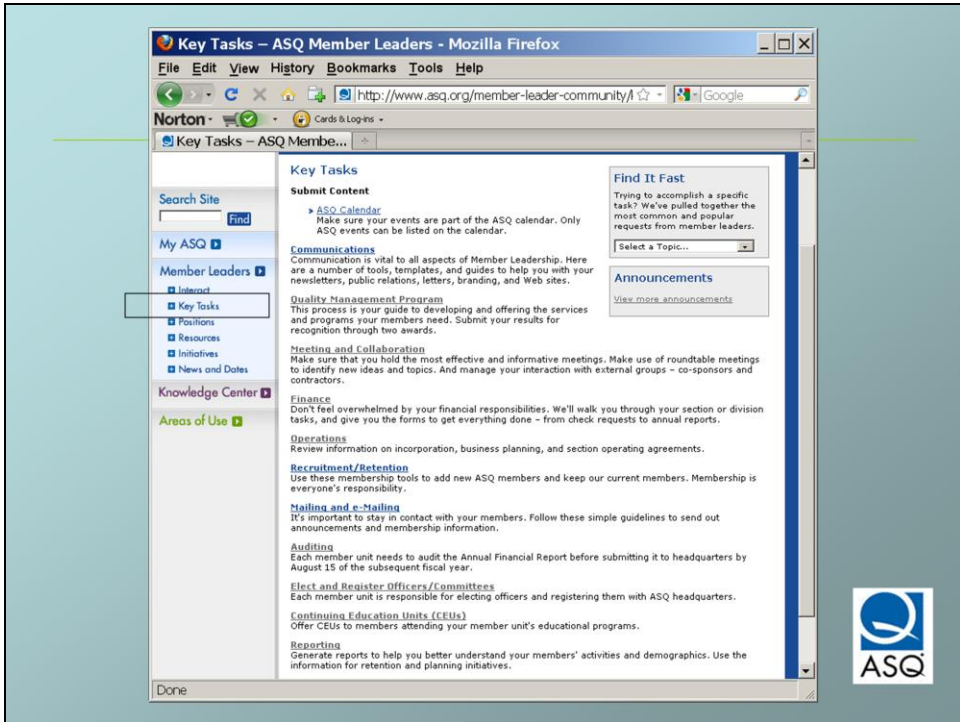 Key Tasks – ASQ Member Leaders - Mozilla Firefox
File Edit View History Bookmarks Tools Help
http://www.asq.org/member-leader-community/
Google
Norton
Cards & Log-ins
Key Tasks – ASQ Membe...
Search Site
Find
My ASQ
Member Leaders
Interact
Key Tasks
Positions
Resources
Initiatives
News and Dates
Knowledge Center
Areas of Use
Key Tasks
Submit Content
ASQ Calendar
Make sure your events are part of the ASQ calendar. Only
ASQ events can be listed on the calendar.
Communications
Communication is vital to all aspects of Member Leadership. Here
are a number of tools, templates, and guides to help you with your
newsletters, public relations, letters, branding, and Web sites.
Quality Management Program
This process is your guide to developing and offering the services
and programs your members need. Submit your results for
recognition through two awards.
Meeting and Collaboration
Make sure that you hold the most effective and informative meetings. Make use of roundtable meetings
to identify new ideas and topics. And manage your interaction with external groups – co-sponsors and
contractors.
Finance
Don't feel overwhelmed by your financial responsibilities. We'll walk you through your section or division
tasks, and give you the forms to get everything done – from check requests to annual reports.
Operations
Review information on incorporation, business planning, and section operating agreements.
Recruitment/Retention
Use these membership tools to add new ASQ members and keep our current members. Membership is
everyone's responsibility.
Mailing and e-Mailing
It's important to stay in contact with your members. Follow these simple guidelines to send out
announcements and membership information.
Auditing
Each member unit needs to audit the Annual Financial Report before submitting it to headquarters by
August 15 of the subsequent fiscal year.
Elect and Register Officers/Committees
Each member unit is responsible for electing officers and registering them with ASQ headquarters.
Continuing Education Units (CEUs)
Offer CEUs to members attending your member unit's educational programs.
Reporting
Generate reports to help you better understand your members' activities and demographics. Use the
information for retention and planning initiatives.
Find It Fast
Trying to accomplish a specific
task? We've pulled together the
most common and popular
requests from member leaders.
Select a Topic...
Announcements
View more announcements
Done
ASQ